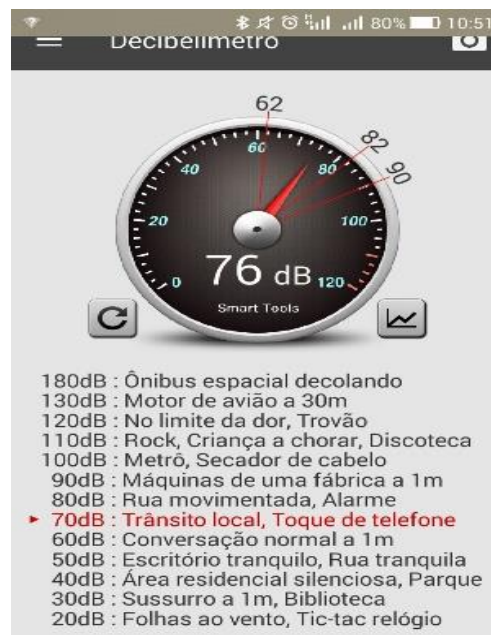 80% 10:51
Decibelímetro
62
82
90
0
20
40
60
80
100
120
76 dB
Smart Tools
180dB : Ônibus espacial decolando
130dB : Motor de avião a 30m
120dB : No limite da dor, Trovão
110dB : Rock, Criança a chorar, Discoteca
100dB : Metrô, Secador de cabelo
90dB : Máquinas de uma fábrica a 1m
80dB : Rua movimentada, Alarme
► 70dB : Trânsito local, Toque de telefone
60dB : Conversação normal a 1m
50dB : Escritório tranquilo, Rua tranquila
40dB : Área residencial silenciosa, Parque
30dB : Sussurro a 1m, Biblioteca
20dB : Folhas ao vento, Tic-tac relógio